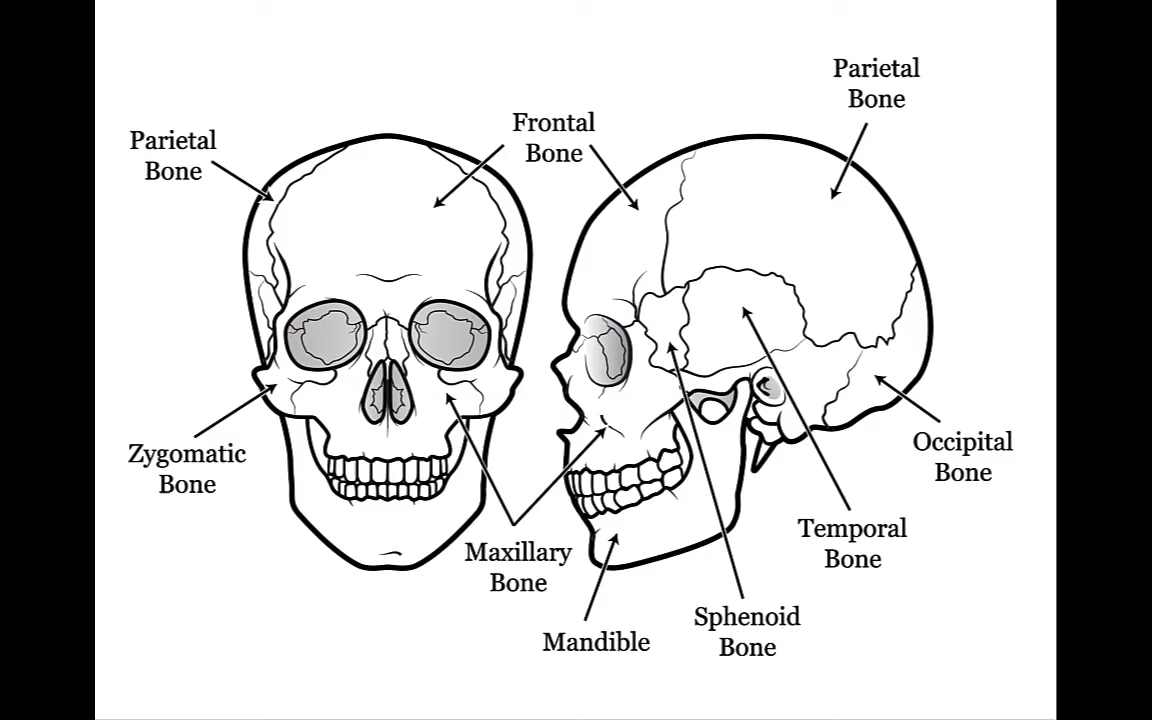 Parietal
Bone
Frontal
Bone
Parietal
Bone
Zygomatic
Bone
Maxillary
Bone
Mandible
Sphenoid
Bone
Temporal
Bone
Occipital
Bone